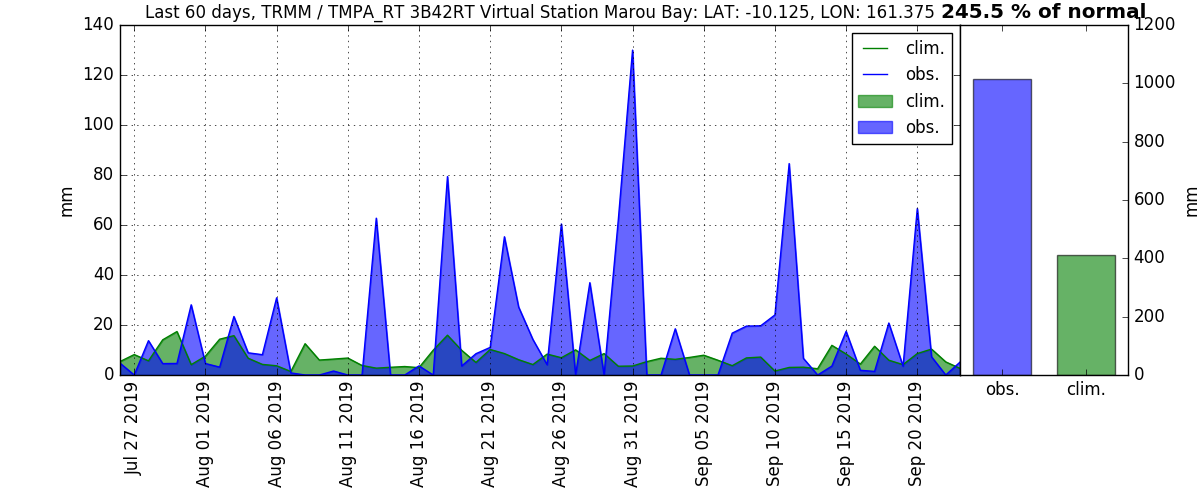 Last 60 days, TRMM / TMPA_RT 3B42RT Virtual Station Marou Bay: LAT: -10.125, LON: 161.375 245.5 % of normal
140
120
100
80
60
40
20
0
mm
clim.
obs.
clim.
obs.
1200
1000
800
600
400
200
0
mm
obs.
clim.
Jul 27 2019
Aug 01 2019
Aug 06 2019
Aug 11 2019
Aug 16 2019
Aug 21 2019
Aug 26 2019
Aug 31 2019
Sep 05 2019
Sep 10 2019
Sep 15 2019
Sep 20 2019